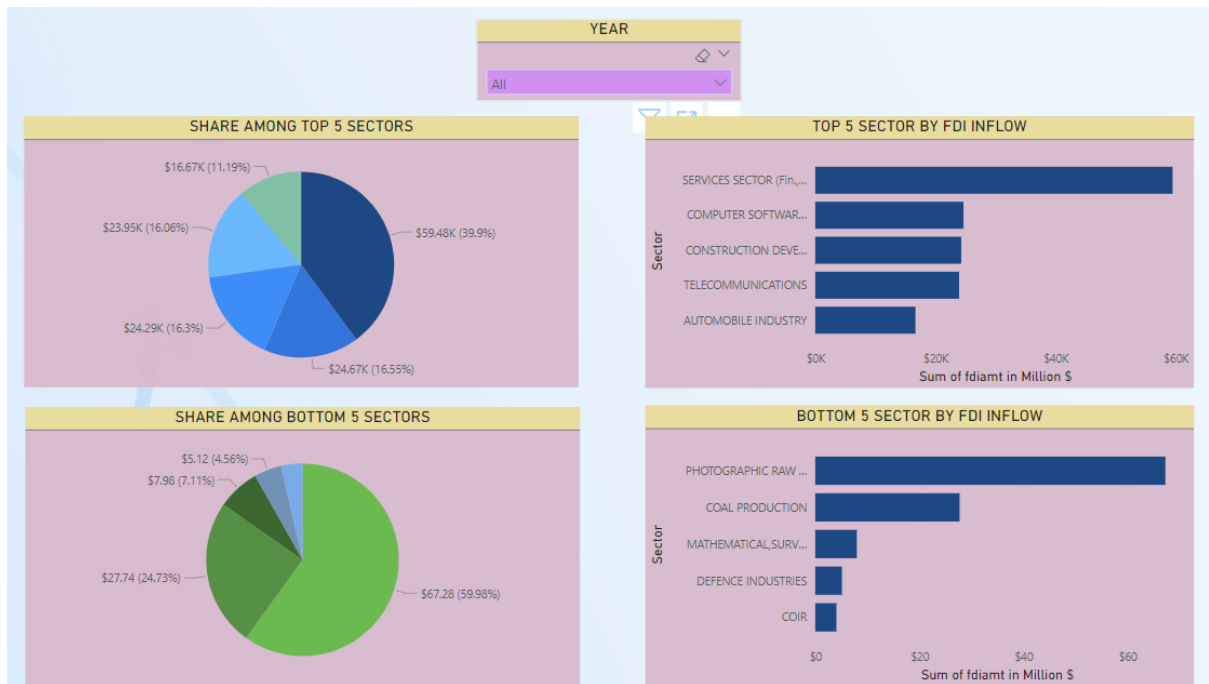 YEAR
All
SHARE AMONG TOP 5 SECTORS
$16.67K (11.19%)
$23.95K (16.06%)
$59.48K (39.9%)
$24.29K (16.3%)
$24.67K (16.55%)
TOP 5 SECTOR BY FDI INFLOW
Sector
SERVICES SECTOR (Fin.,...
COMPUTER SOFTWAR...
CONSTRUCTION DEVE...
TELECOMMUNICATIONS
AUTOMOBILE INDUSTRY
$0K $20K $40K $60K
Sum of fdiamt in Million $
SHARE AMONG BOTTOM 5 SECTORS
$5.12 (4.56%)
$7.98 (7.11%)
$27.74 (24.73%)
$67.28 (59.98%)
BOTTOM 5 SECTOR BY FDI INFLOW
Sector
PHOTOGRAPHIC RAW ...
COAL PRODUCTION
MATHEMATICAL,SURV...
DEFENCE INDUSTRIES
COIR
$0 $20 $40 $60
Sum of fdiamt in Million $